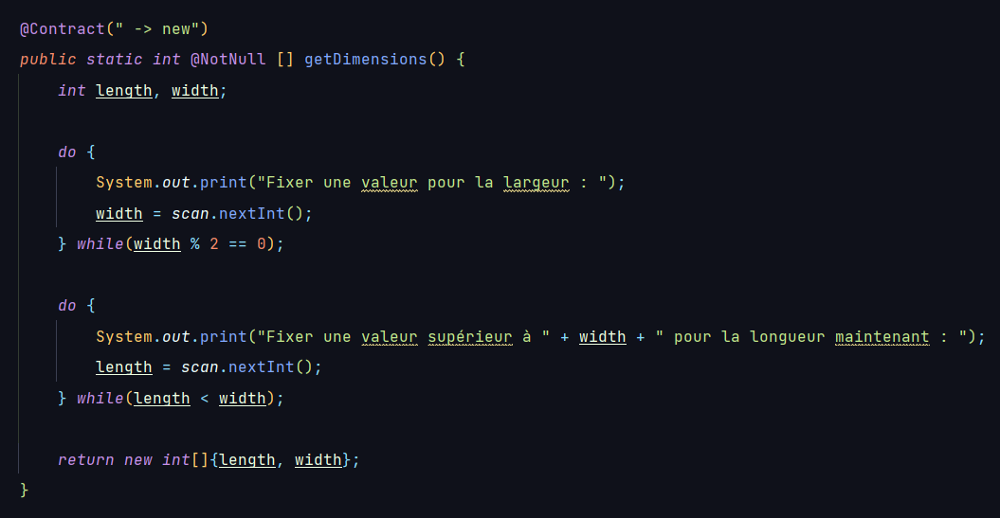 @Contract(" -> new")
public static int @NotNull [] getDimensions() {
int length, width;
do {
System.out.print("Fixer une valeur pour la largeur : ");
width = scan.nextInt();
} while(width % 2 == 0);
do {
System.out.print("Fixer une valeur supérieur à " + width + " pour la longueur maintenant : ");
length = scan.nextInt();
} while(length < width);
return new int[]{length, width};
}